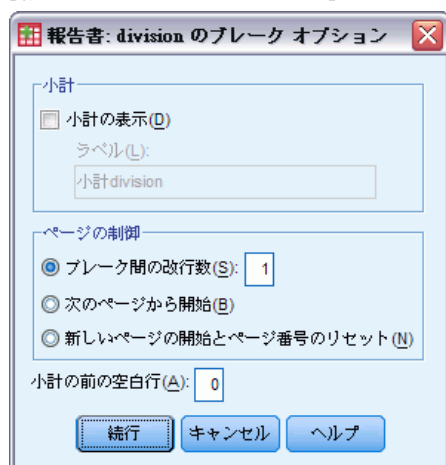 報告書: division のブレーク オプション
小計
小計の表示(D)
ラベル(L):
小計division
ページの制御
ブレーク間の改行数(S): 1
次のページから開始(B)
新しいページの開始とページ番号のリセット(N)
小計の前の空白行(A): 0
続行 キャンセル ヘルプ